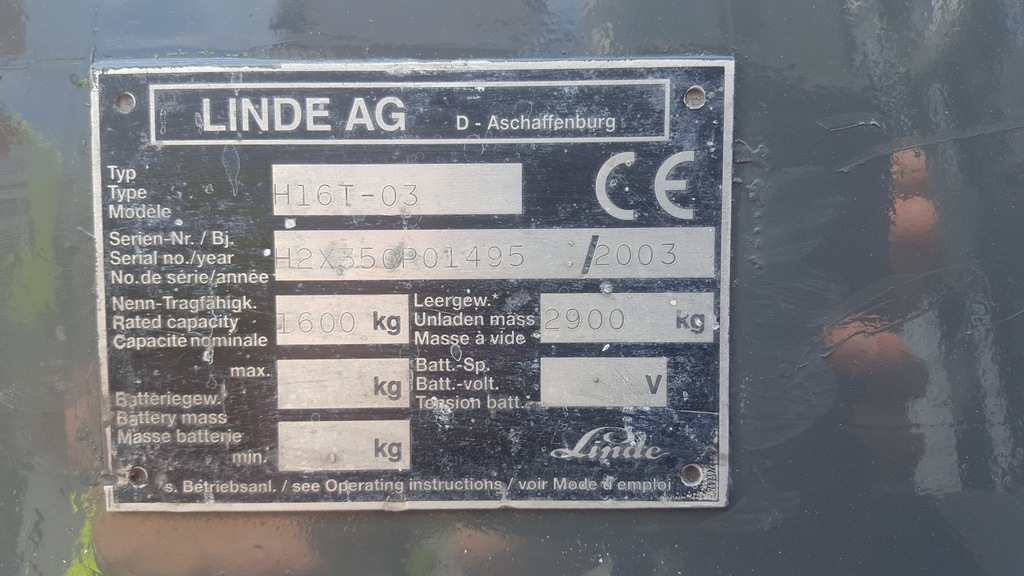 LINDE AG D - Aschaffenburg
Typ
Type
Modele
H16T-03
CE
Serien-Nr. / Bj.
Serial no./year
No.de série/année
H2X350P01495 /2003
Nenn-Tragfähigk.
Rated capacity
Capacité nominale
1600 kg
Leergew.*
Unladen mass
Masse à vide
2900 kg
max.
kg
Batteriegew.
Battery mass
Masse batterie
min.
kg
Batt.-Sp.
Batt.-volt.
Tension batt.
V
Linde
s. Betriebsanl. / see Operating instructions / voir Mode d'emploi